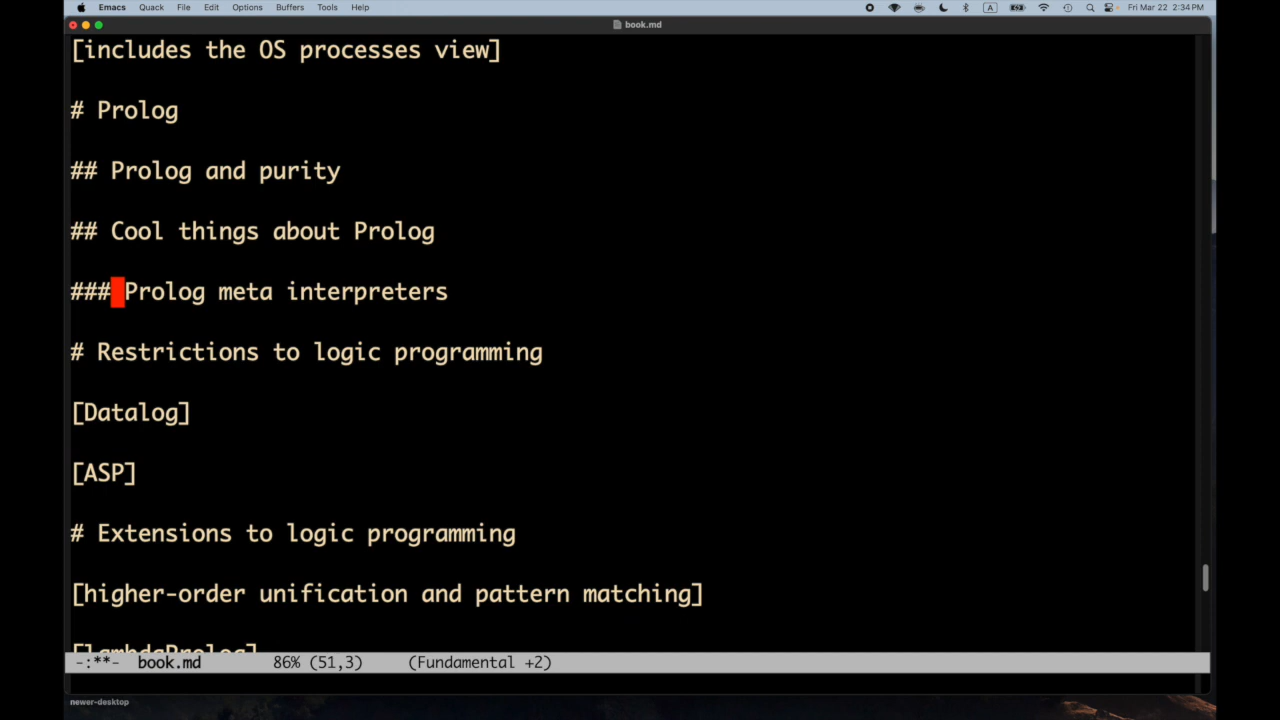 Emacs Quack File Edit Options Buffers Tools Help A Fri Mar 22 2:34 PM
book.md
[includes the OS processes view]
# Prolog
## Prolog and purity
## Cool things about Prolog
### Prolog meta interpreters
# Restrictions to logic programming
[Datalog]
[ASP]
# Extensions to logic programming
[higher-order unification and pattern matching]
[lambdaProlog]
-:**- book.md 86% (51,3) (Fundamental +2)
newer-desktop